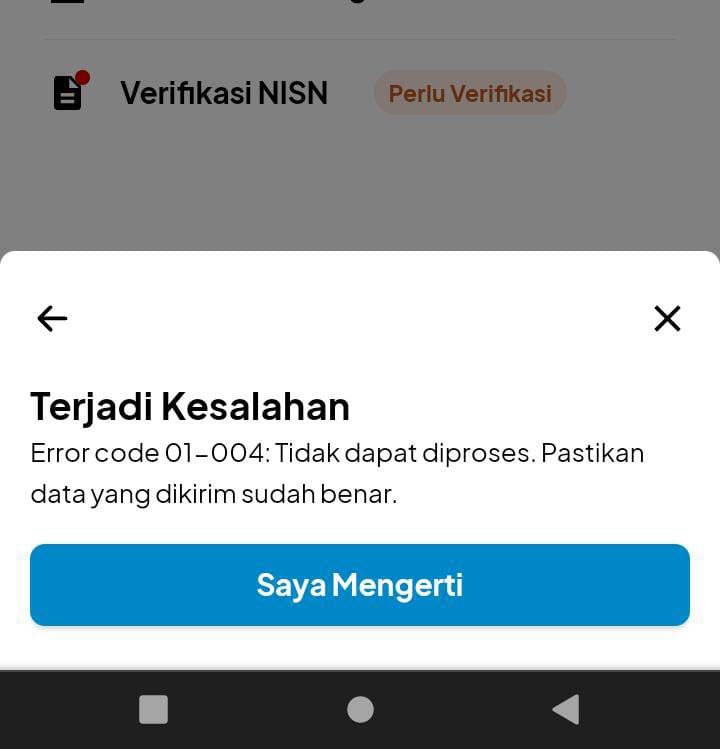 Verifikasi NISN Perlu Verifikasi
Terjadi Kesalahan
Error code 01-004: Tidak dapat diproses. Pastikan
data yang dikirim sudah benar.
Saya Mengerti